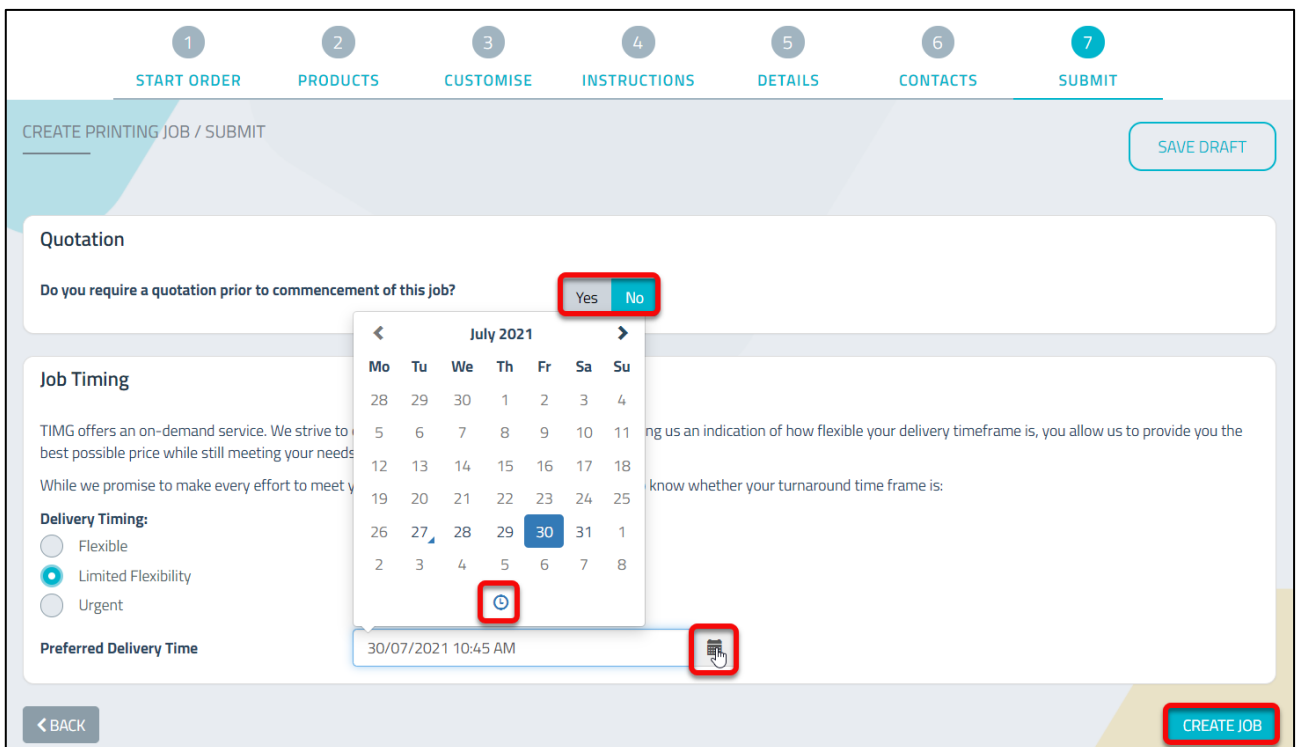 1 2 3 4 5 6 7
START ORDER PRODUCTS CUSTOMISE INSTRUCTIONS DETAILS CONTACTS SUBMIT
CREATE PRINTING JOB / SUBMIT
SAVE DRAFT
Quotation
Do you require a quotation prior to commencement of this job?
Yes No
July 2021
Mo Tu We Th Fr Sa Su
28 29 30 1 2 3 4
5 6 7 8 9 10 11
12 13 14 15 16 17 18
19 20 21 22 23 24 25
26 27 28 29 30 31 1
2 3 4 5 6 7 8
Job Timing
TIMG offers an on-demand service. We strive to ng us an indication of how flexible your delivery timeframe is, you allow us to provide you the
best possible price while still meeting your needs
While we promise to make every effort to meet know whether your turnaround time frame is:
Delivery Timing:
Flexible
Limited Flexibility
Urgent
Preferred Delivery Time 30/07/2021 10:45 AM
BACK
CREATE JOB